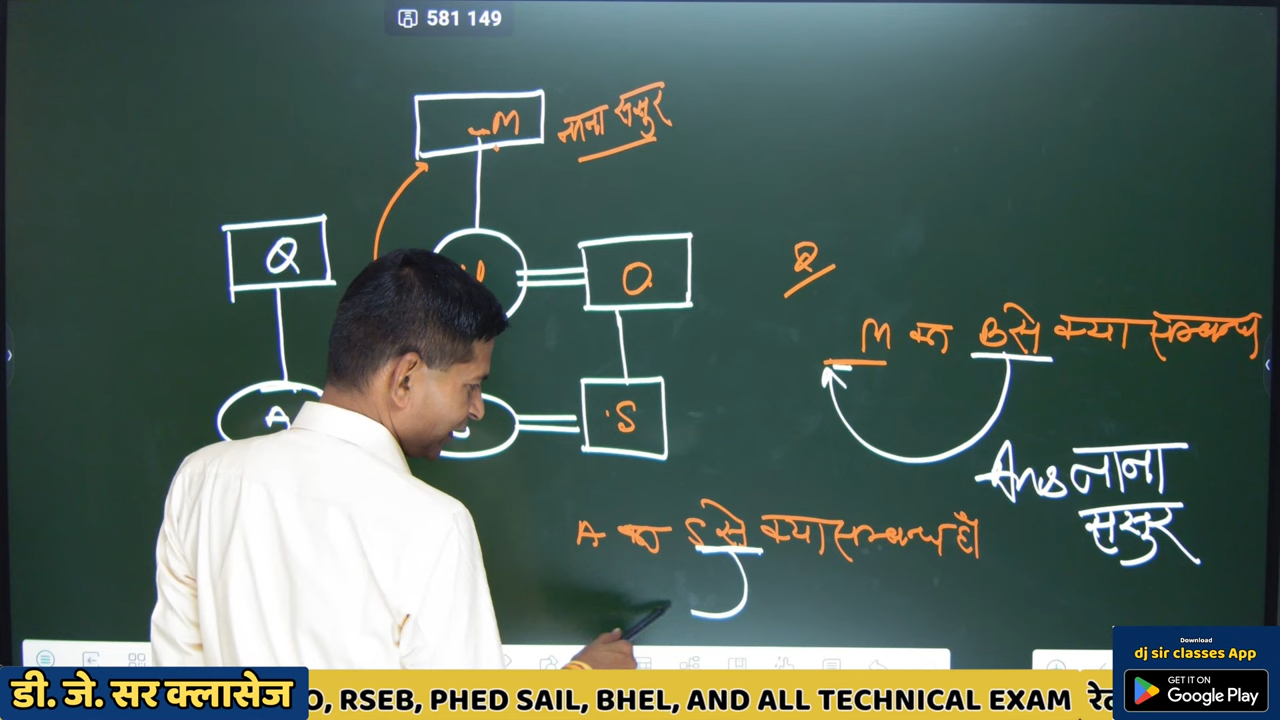 581 149
M नाना ससुर
Q
O
Q
M का B से क्या सम्बन्ध
A
S
Ans नाना
ससुर
A का S से क्या सम्बन्ध है
डी. जे. सर क्लासेज
O, RSEB, PHED SAIL, BHEL, AND ALL TECHNICAL EXAM
Download
dj sir classes App
GET IT ON
Google Play